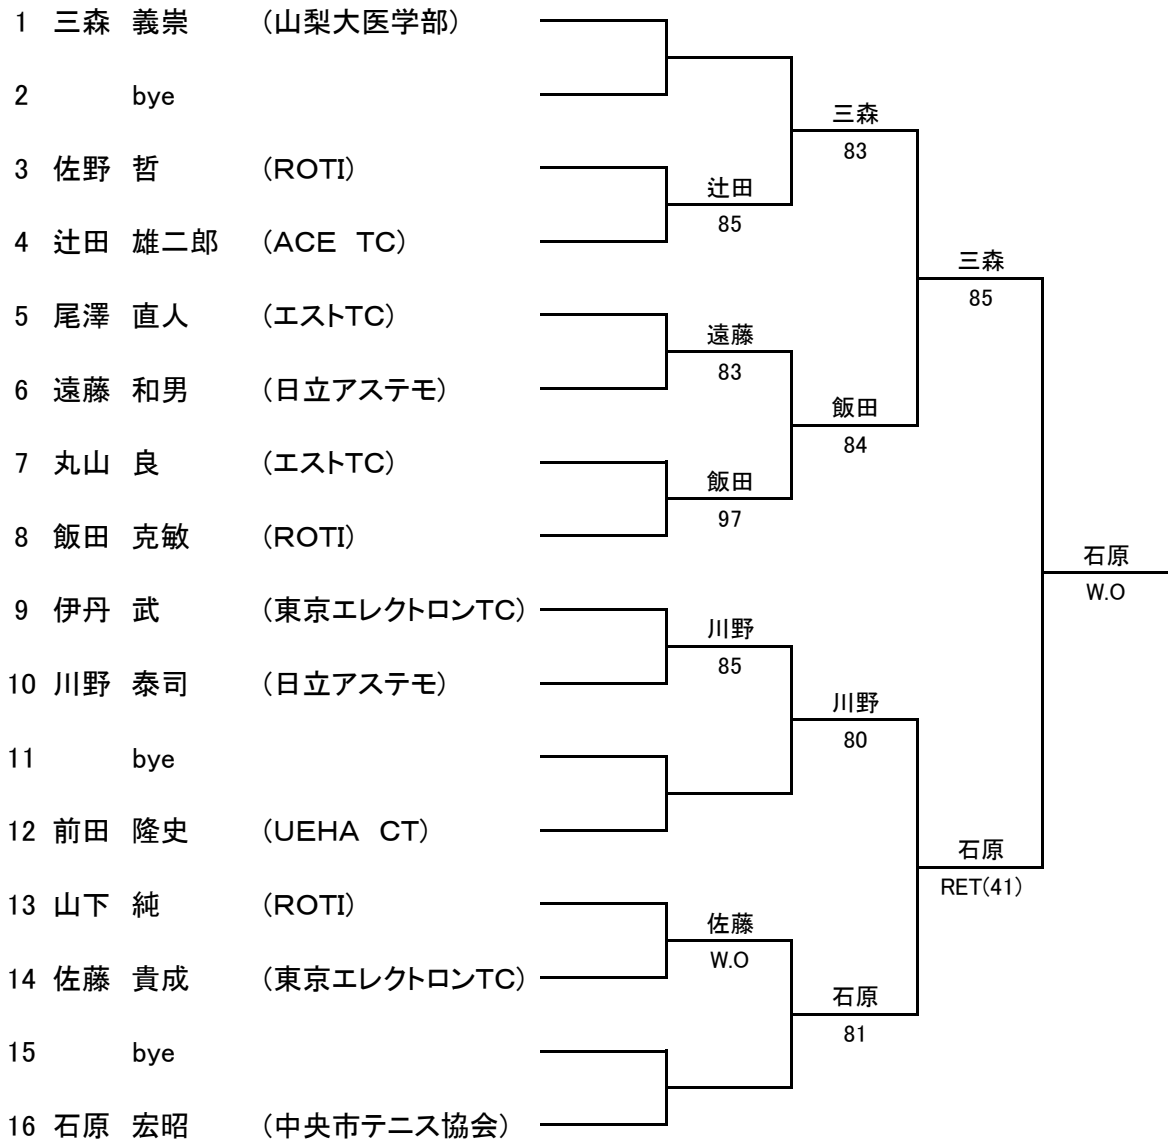 1 三森 義崇 (山梨大医学部)
2 bye
三森
83
3 佐野 哲 (ROTI)
辻田
85
4 辻田 雄二郎 (ACE TC)
三森
85
5 尾澤 直人 (エストTC)
遠藤
83
6 遠藤 和男 (日立アステモ)
飯田
84
7 丸山 良 (エストTC)
飯田
97
8 飯田 克敏 (ROTI)
石原
W.O
9 伊丹 武 (東京エレクトロンTC)
川野
85
10 川野 泰司 (日立アステモ)
川野
80
11 bye
12 前田 隆史 (UEHA CT)
石原
RET(41)
13 山下 純 (ROTI)
佐藤
W.O
14 佐藤 貴成 (東京エレクトロンTC)
石原
81
15 bye
16 石原 宏昭 (中央市テニス協会)